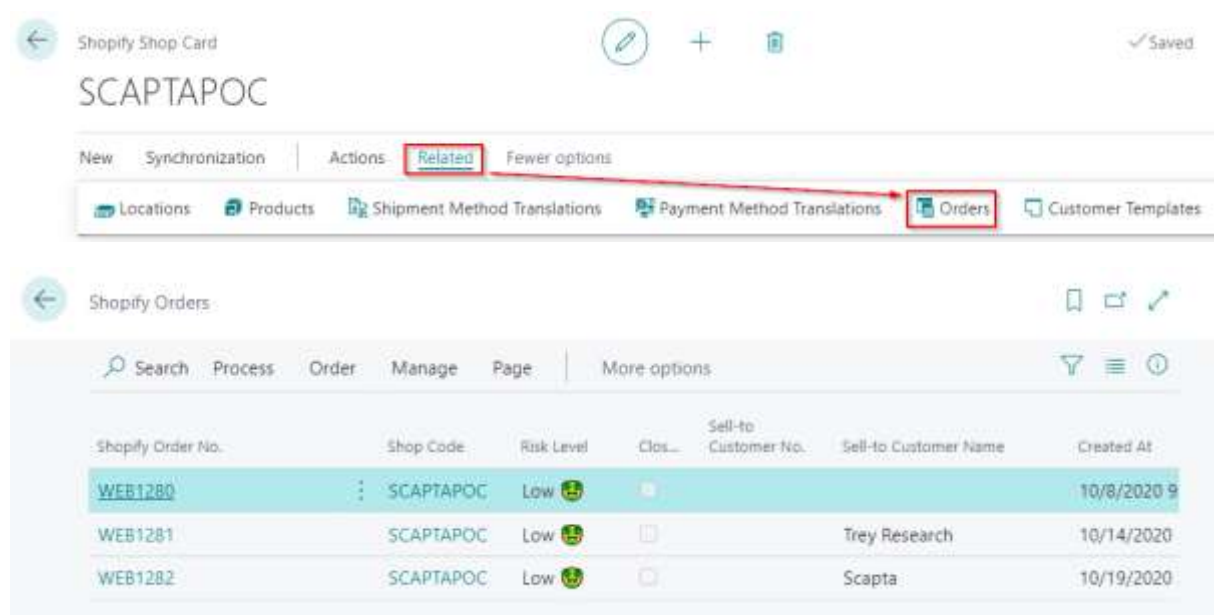 Shopify Shop Card
Saved
SCAPTAPOC
New Synchronization Actions Related Fewer options
Locations Products Shipment Method Translations Payment Method Translations Orders Customer Templates
Shopify Orders
Search Process Order Manage Page More options
Shopify Order No. Shop Code Risk Level Clos... Sell-to Customer No. Sell-to Customer Name Created At
WEB1280 SCAPTAPOC Low 10/8/2020 9
WEB1281 SCAPTAPOC Low Trey Research 10/14/2020
WEB1282 SCAPTAPOC Low Scapta 10/19/2020